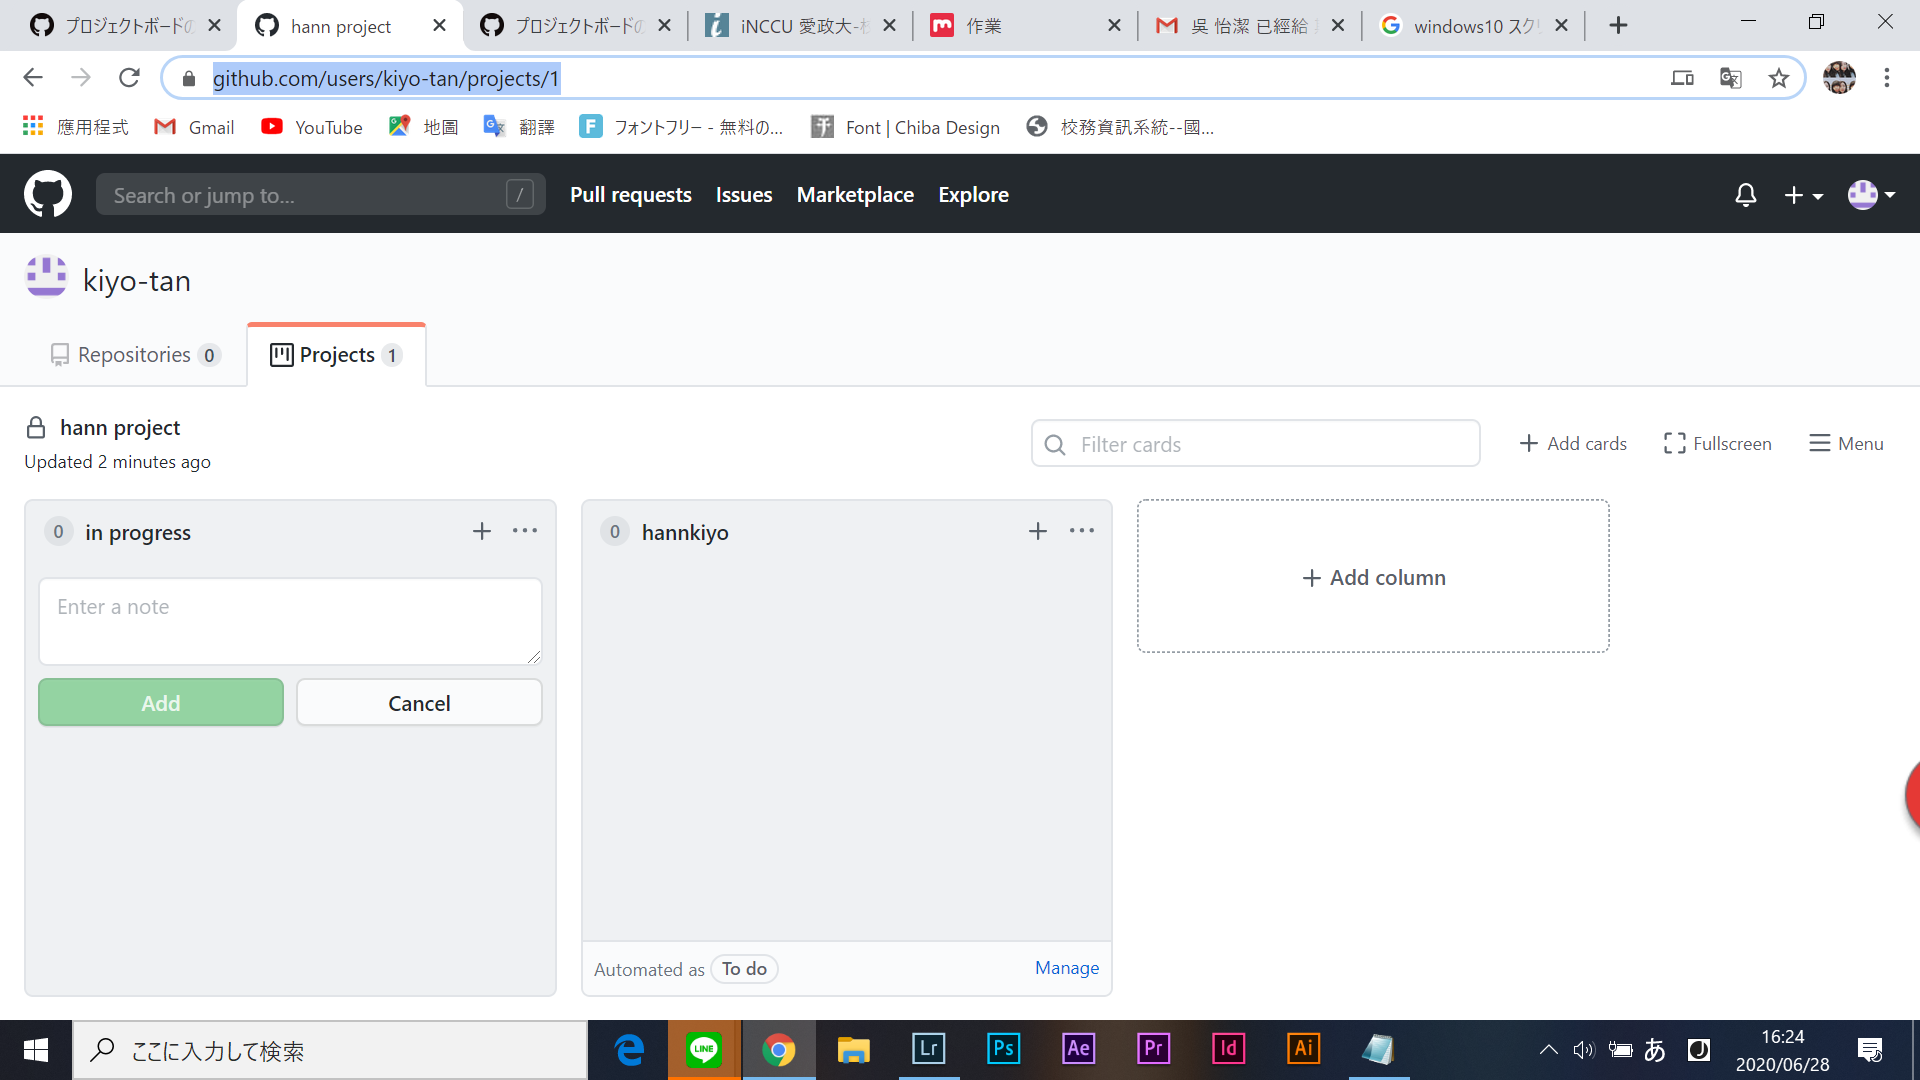 プロジェクトボードの
hann project
プロジェクトボードの
iNCCU 愛政大-校
作業
吳 怡潔 已經給
windows10 スクリ
github.com/users/kiyo-tan/projects/1
應用程式
Gmail
YouTube
地圖
翻譯
フォントフリー - 無料の...
Font | Chiba Design
校務資訊系統--國...
Search or jump to...
/
Pull requests
Issues
Marketplace
Explore
kiyo-tan
Repositories 0
Projects 1
hann project
Updated 2 minutes ago
Filter cards
Add cards
Fullscreen
Menu
0 in progress
Enter a note
Add
Cancel
0 hannkiyo
Automated as To do
Manage
Add column
ここに入力して検索
LINE
Lr
Ps
Ae
Pr
Id
Ai
あ
J
16:24
2020/06/28